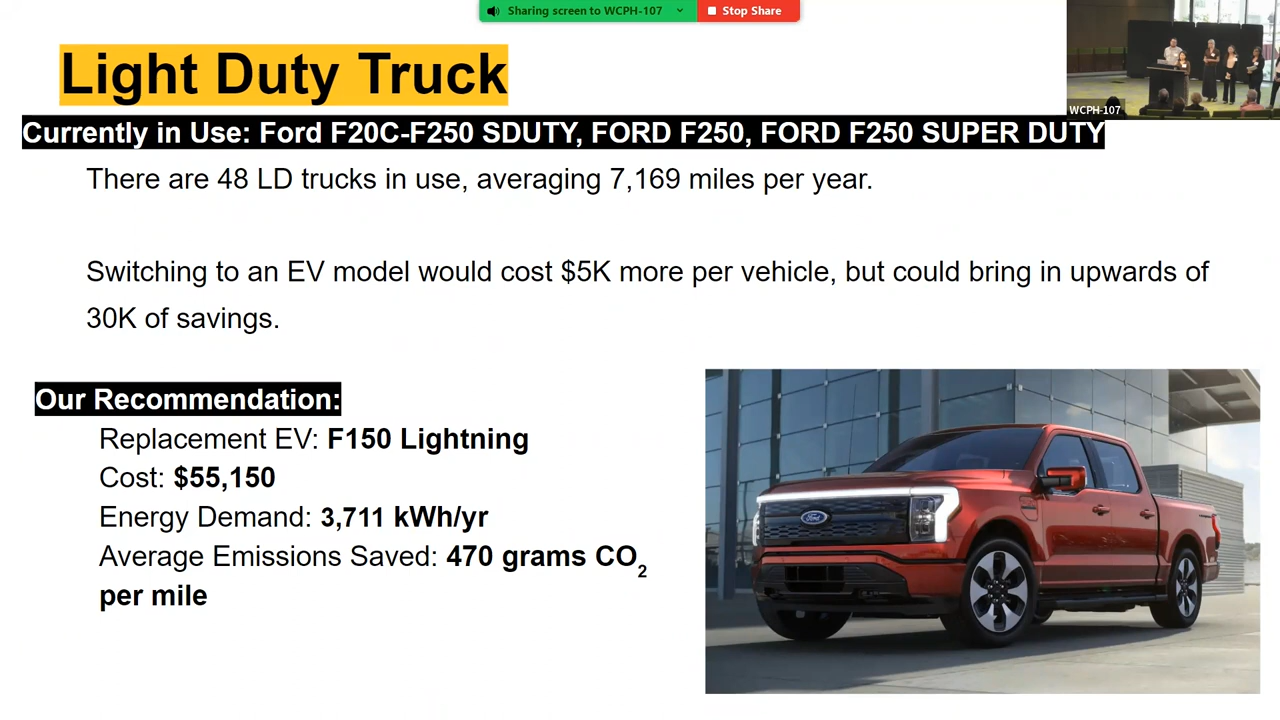 Sharing screen to WCPH-107
Stop Share
Light Duty Truck
WCPH-107
Currently in Use: Ford F20C-F250 SDUTY, FORD F250, FORD F250 SUPER DUTY
There are 48 LD trucks in use, averaging 7,169 miles per year.
Switching to an EV model would cost $5K more per vehicle, but could bring in upwards of
30K of savings.
Our Recommendation:
Replacement EV: F150 Lightning
Cost: $55,150
Energy Demand: 3,711 kWh/yr
Average Emissions Saved: 470 grams CO2
per mile
Ford